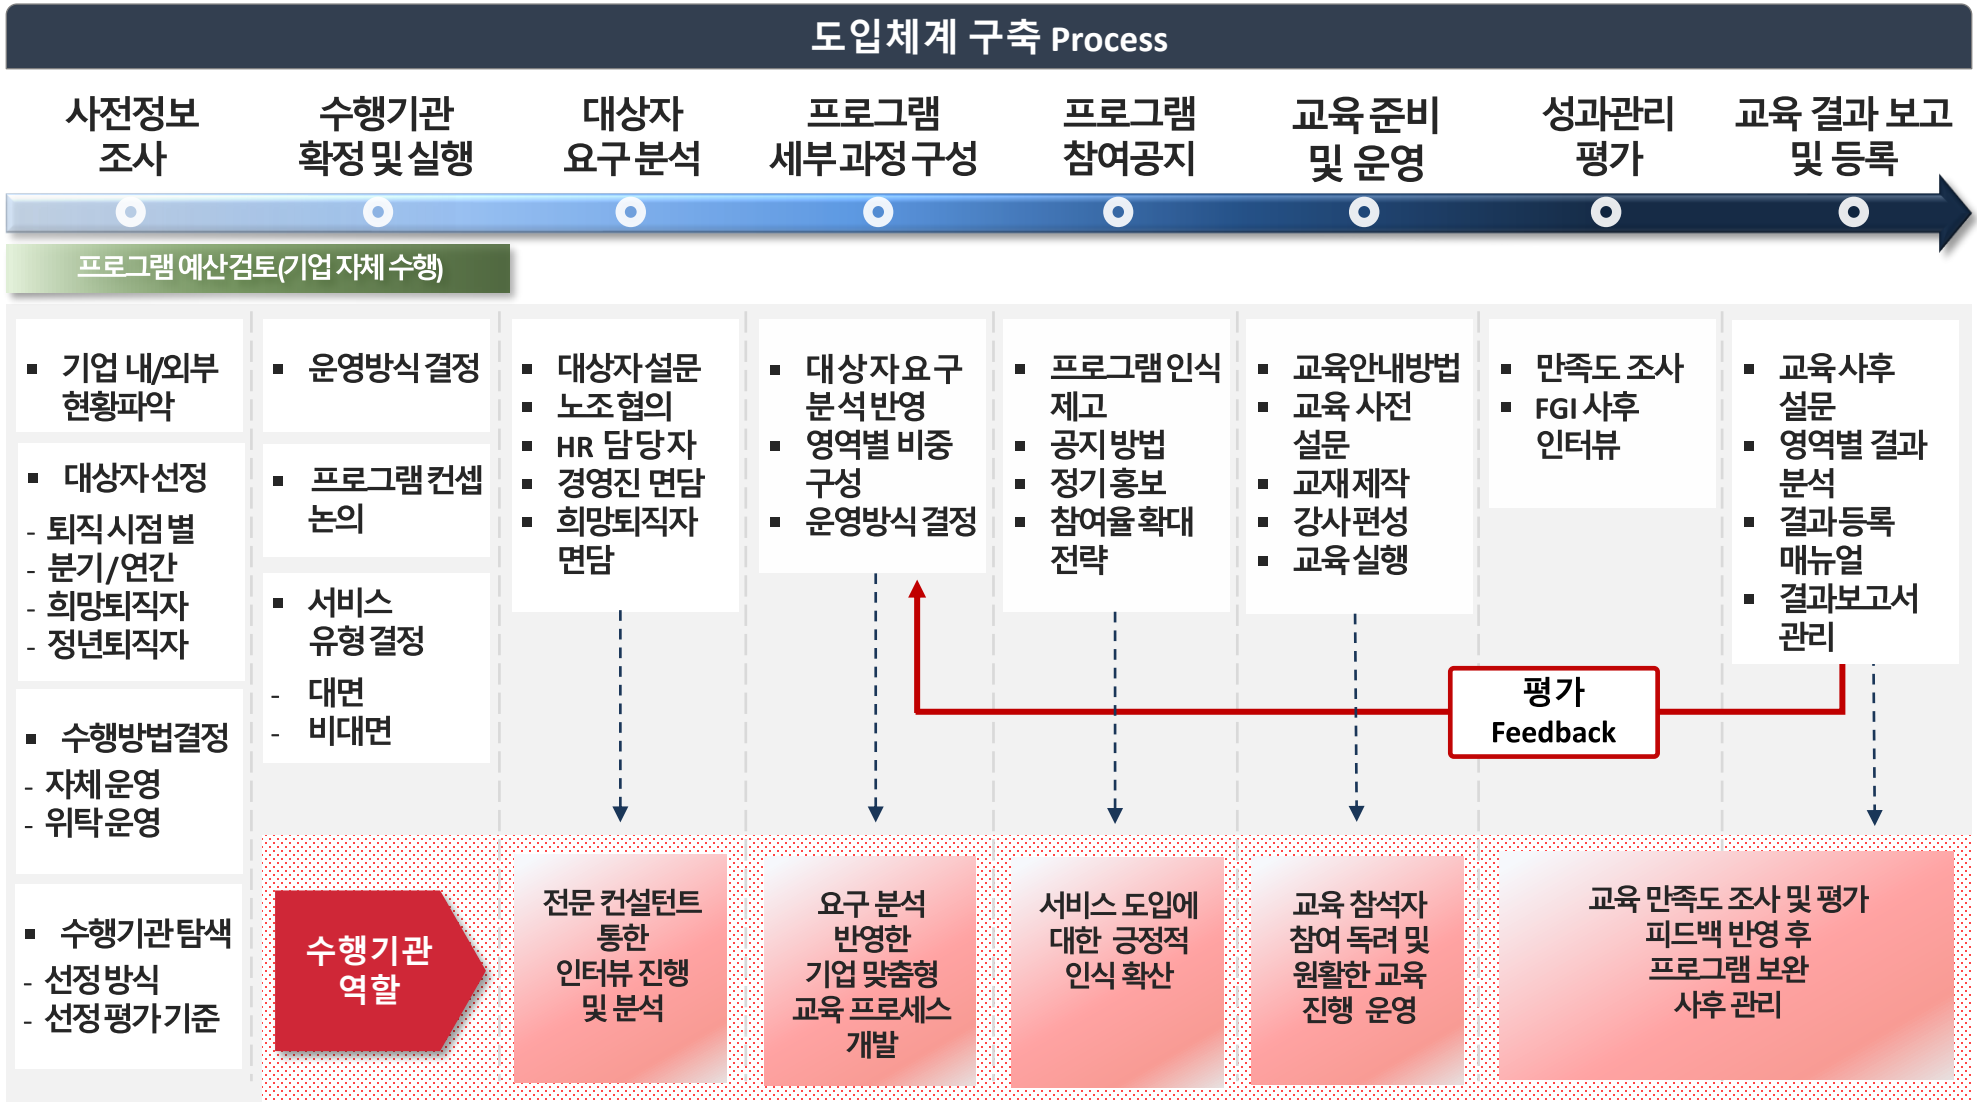 도입체계 구축 Process
사전정보
조사
수행기관
확정 및 실행
대상자
요구 분석
프로그램
세부 과정 구성
프로그램
참여공지
교육 준비
및 운영
성과관리
평가
교육 결과 보고
및 등록
프로그램 예산 검토(기업 자체 수행)
▪ 기업 내/외부
현황파악
▪ 대상자 선정
- 퇴직 시점 별
- 분기 / 연간
- 희망퇴직자
- 정년퇴직자
▪ 수행방법결정
- 자체 운영
- 위탁 운영
▪ 수행기관 탐색
- 선정 방식
- 선정 평가 기준
▪ 운영방식 결정
▪ 프로그램 컨셉
논의
▪ 서비스
유형 결정
- 대면
- 비대면
▪ 대상자 설문
▪ 노조 협의
▪ HR 담당자
▪ 경영진 면담
▪ 희망퇴직자
면담
▪ 대상자 요구
분석 반영
▪ 영역별 비중
구성
▪ 운영방식 결정
▪ 프로그램 인식
제고
▪ 공지 방법
▪ 정기 홍보
▪ 참여율 확대
전략
▪ 교육안내방법
▪ 교육 사전
설문
▪ 교재 제작
▪ 강사 편성
▪ 교육 실행
▪ 만족도 조사
▪ FGI 사후
인터뷰
▪ 교육 사후
설문
▪ 영역별 결과
분석
▪ 결과 등록
매뉴얼
▪ 결과보고서
관리
평가
Feedback
수행기관
역할
전문 컨설턴트
통한
인터뷰 진행
및 분석
요구 분석
반영한
기업 맞춤형
교육 프로세스
개발
서비스 도입에
대한 긍정적
인식 확산
교육 참석자
참여 독려 및
원활한 교육
진행 운영
교육 만족도 조사 및 평가
피드백 반영 후
프로그램 보완
사후 관리